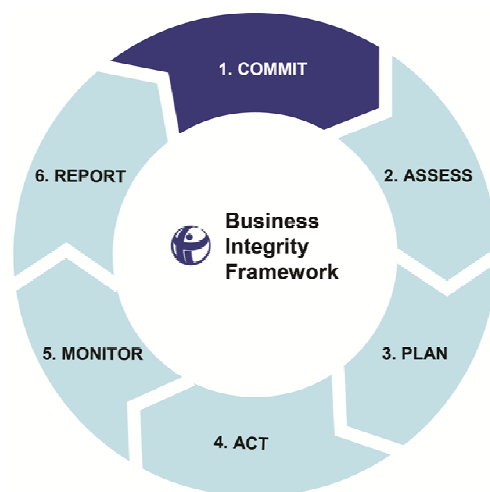 1. COMMIT
2. ASSESS
3. PLAN
4. ACT
5. MONITOR
6. REPORT
Business
Integrity
Framework